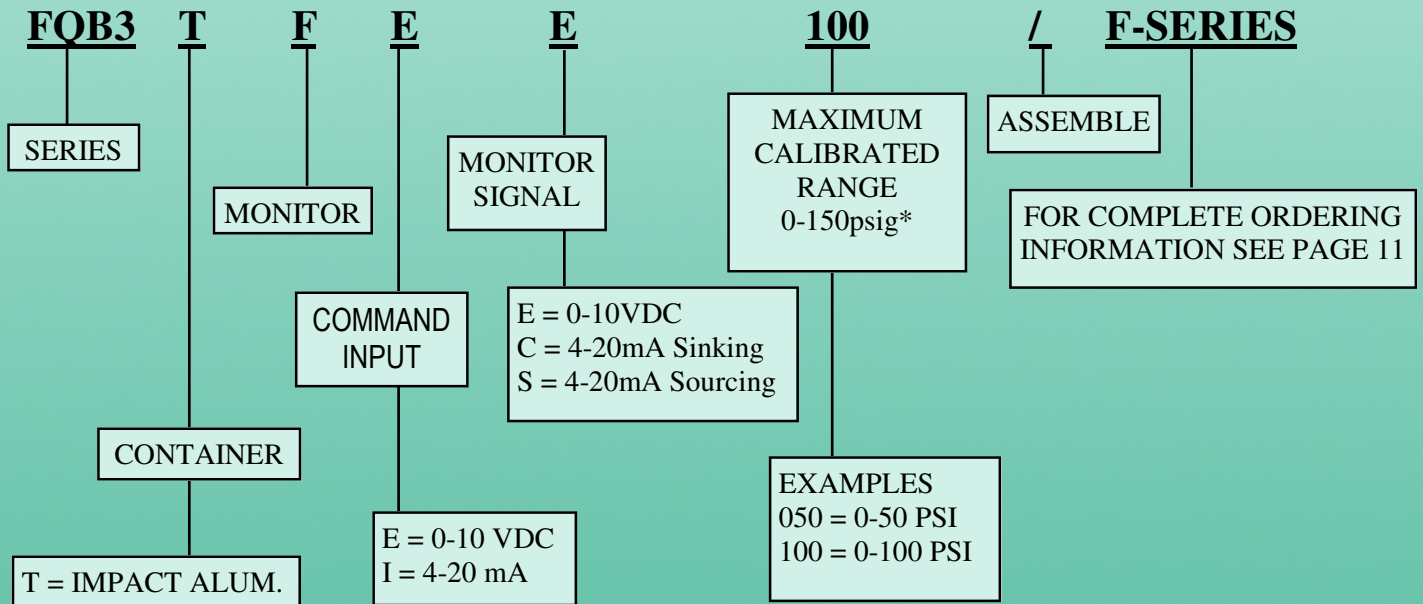 FQB3 T F E E 100 / F-SERIES
SERIES
MONITOR
COMMAND
INPUT
MONITOR
SIGNAL
MAXIMUM
CALIBRATED
RANGE
0-150psig*
ASSEMBLE
FOR COMPLETE ORDERING
INFORMATION SEE PAGE 11
CONTAINER
T = IMPACT ALUM.
E = 0-10 VDC
I = 4-20 mA
E = 0-10VDC
C = 4-20mA Sinking
S = 4-20mA Sourcing
EXAMPLES
050 = 0-50 PSI
100 = 0-100 PSI